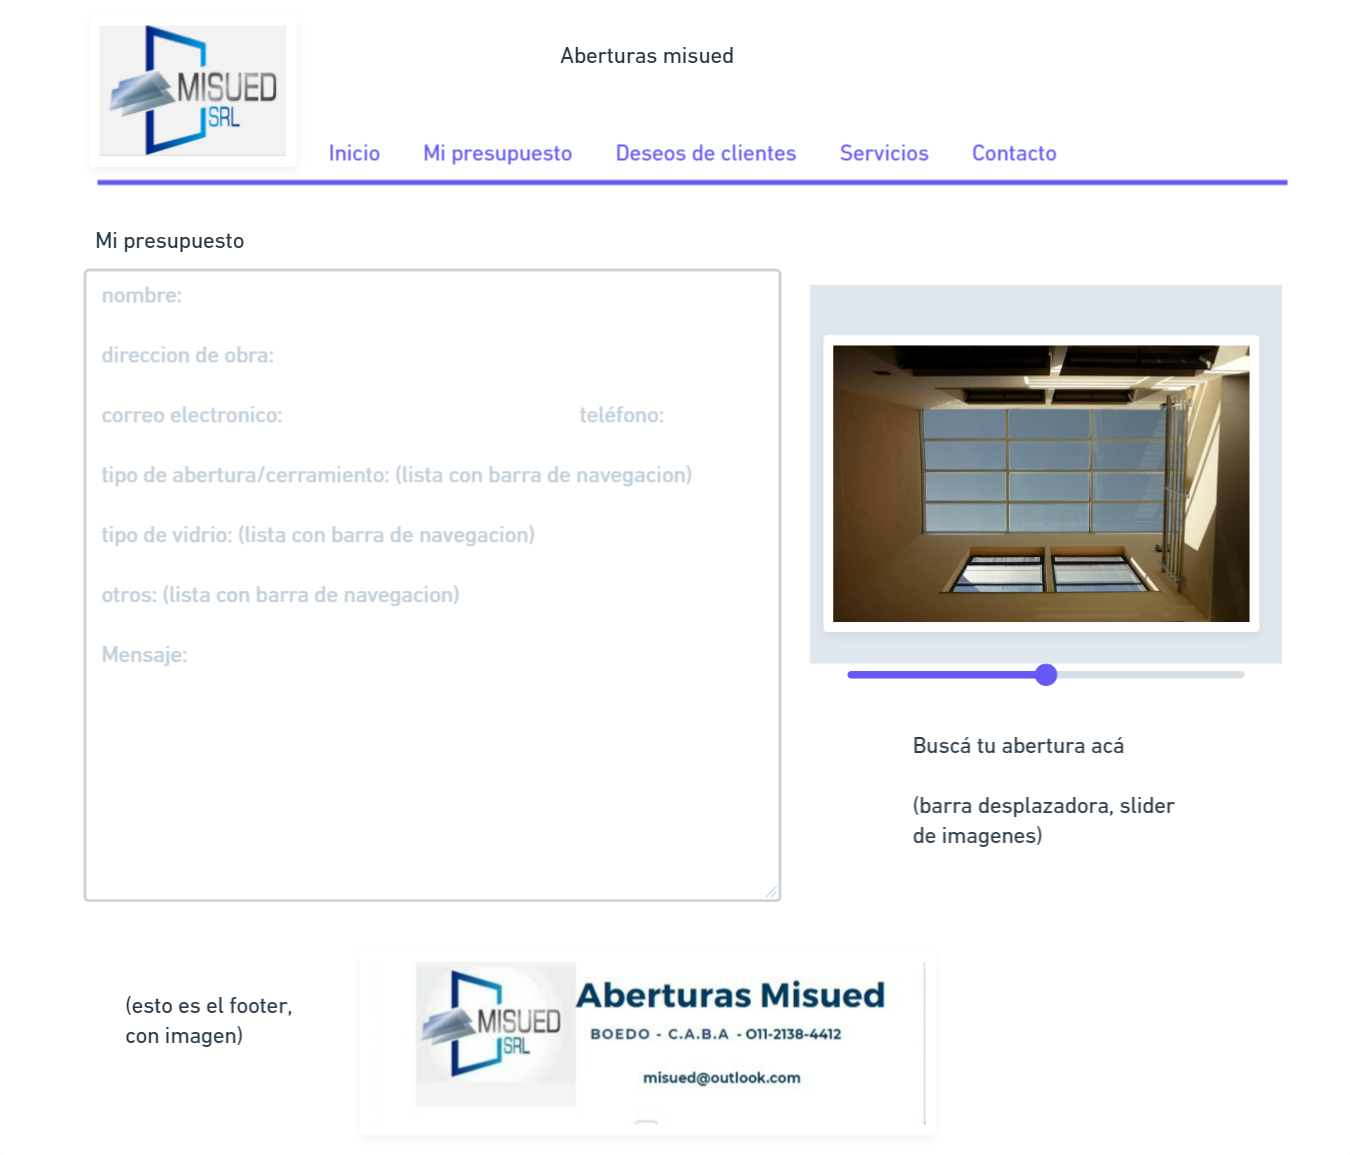 MISUED
SRL
Aberturas misued
Inicio Mi presupuesto Deseos de clientes Servicios Contacto
Mi presupuesto
nombre:
direccion de obra:
correo electronico: teléfono:
tipo de abertura/cerramiento: (lista con barra de navegacion)
tipo de vidrio: (lista con barra de navegacion)
otros: (lista con barra de navegacion)
Mensaje:
Buscá tu abertura acá
(barra desplazadora, slider
de imagenes)
(esto es el footer,
con imagen)
MISUED
SRL
Aberturas Misued
BOEDO - C.A.B.A - 011-2138-4412
misued@outlook.com